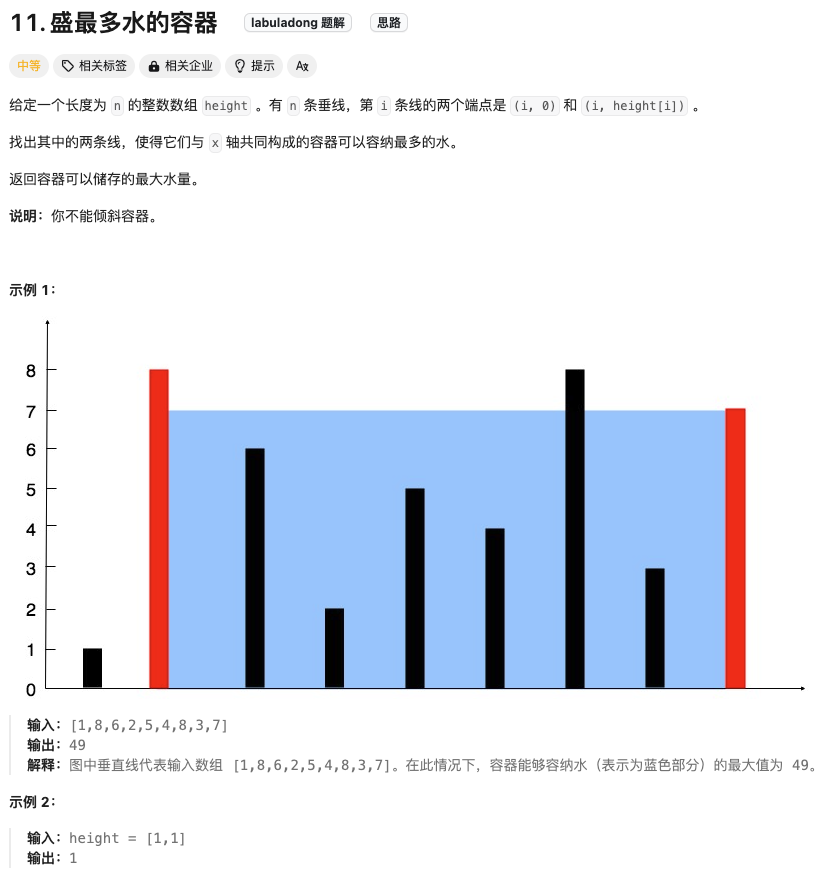 11. 盛最多水的容器 labuladong 题解 思路
中等 相关标签 相关企业 提示 Aあ
给定一个长度为 n 的整数数组 height 。有 n 条垂线，第 i 条线的两个端点是 (i, 0) 和 (i, height[i]) 。
找出其中的两条线，使得它们与 x 轴共同构成的容器可以容纳最多的水。
返回容器可以储存的最大水量。
说明：你不能倾斜容器。
示例 1：
8
7
6
5
4
3
2
1
0
输入：[1,8,6,2,5,4,8,3,7]
输出：49
解释：图中垂直线代表输入数组 [1,8,6,2,5,4,8,3,7]。在此情况下，容器能够容纳水（表示为蓝色部分）的最大值为 49。
示例 2：
输入：height = [1,1]
输出：1